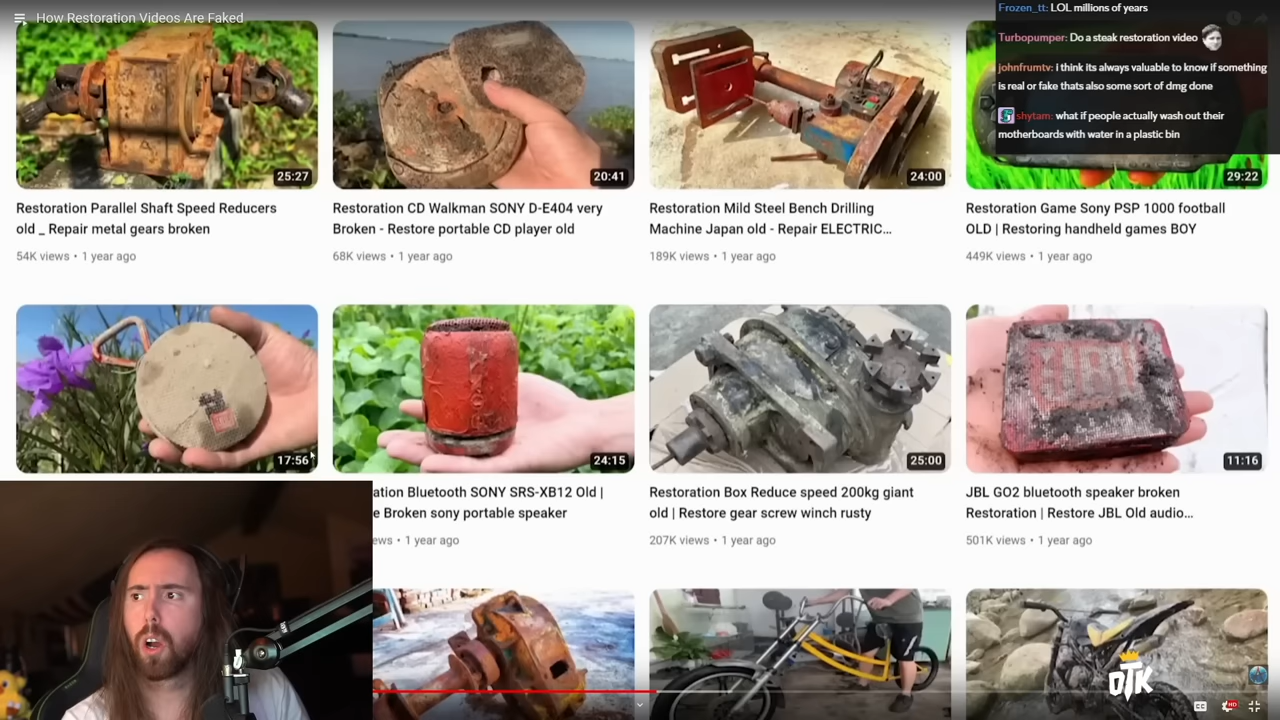 How Restoration Videos Are Faked
Frozen_tt: LOL millions of years
Turbopumper: Do a steak restoration video
johnfrumtv: i think its always valuable to know if something
is real or fake thats also some sort of dmg done
shytam: what if people actually wash out their
motherboards with water in a plastic bin
25:27
20:41
24:00
29:22
Restoration Parallel Shaft Speed Reducers
old _ Repair metal gears broken
54K views • 1 year ago
Restoration CD Walkman SONY D-E404 very
Broken - Restore portable CD player old
68K views • 1 year ago
Restoration Mild Steel Bench Drilling
Machine Japan old - Repair ELECTRIC...
189K views • 1 year ago
Restoration Game Sony PSP 1000 football
OLD | Restoring handheld games BOY
449K views • 1 year ago
JBL
17:56
24:15
25:00
11:16
ation Bluetooth SONY SRS-XB12 Old |
e Broken sony portable speaker
ews • 1 year ago
Restoration Box Reduce speed 200kg giant
old | Restore gear screw winch rusty
207K views • 1 year ago
JBL GO2 bluetooth speaker broken
Restoration | Restore JBL Old audio...
501K views • 1 year ago
DTK
CC
HD